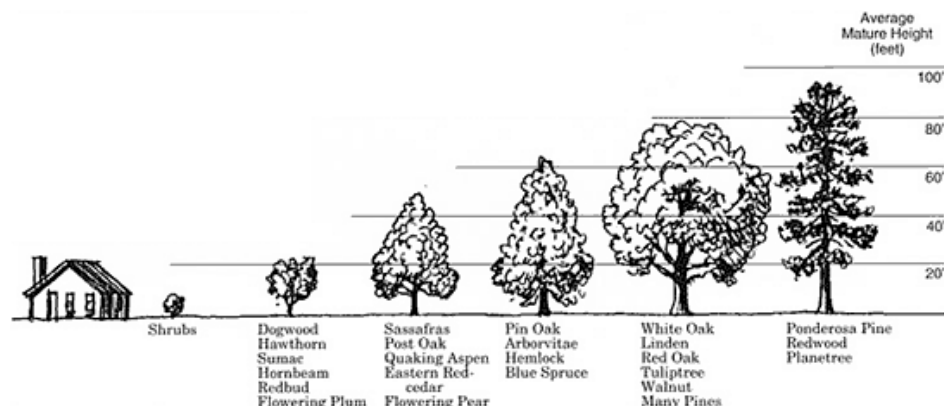 Average
Mature Height
(feet)
100'
80'
60'
40'
20'
Shrubs
Dogwood
Hawthorn
Sumac
Hornbeam
Redbud
Flowering Plum
Sassafras
Post Oak
Quaking Aspen
Eastern Red-
cedar
Flowering Pear
Pin Oak
Arborvitae
Hemlock
Blue Spruce
White Oak
Linden
Red Oak
Tuliptree
Walnut
Many Pines
Ponderosa Pine
Redwood
Planetree